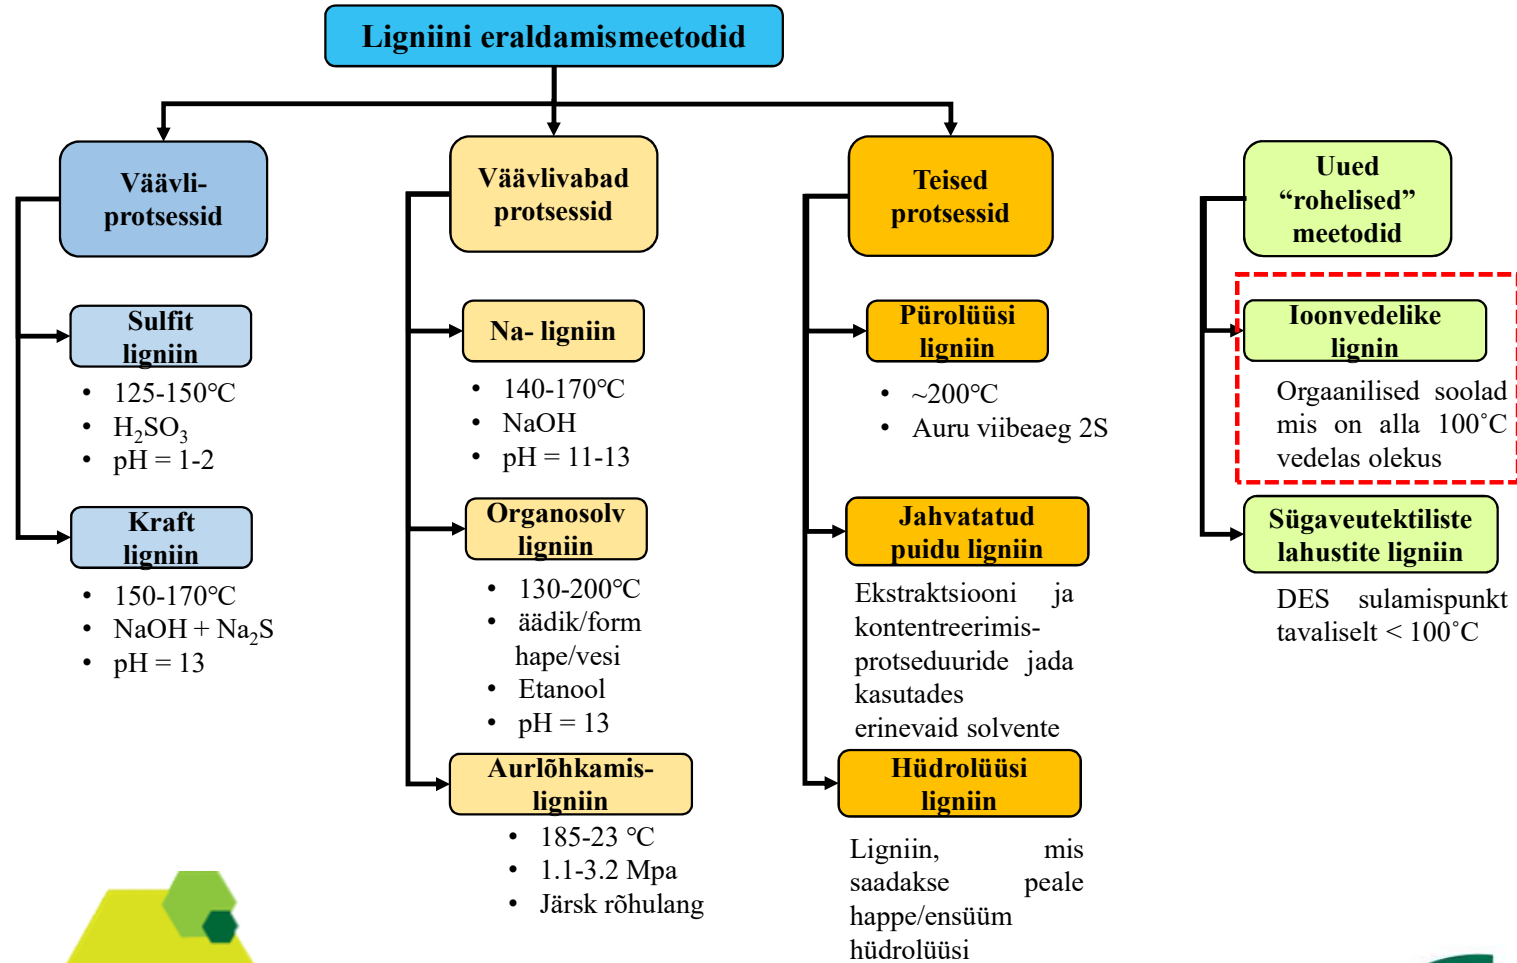 Ligniini eraldamismeetodid
Väävli-
protsessid
Sulfit
ligniin
• 125-150°C
• H₂SO₃
• pH = 1-2
Kraft
ligniin
• 150-170°C
• NaOH + Na₂S
• pH = 13
Väävlivabad
protsessid
Na- ligniin
• 140-170°C
• NaOH
• pH = 11-13
Organosolv
ligniin
• 130-200°C
• äädik/form
hape/vesi
• Etanool
• pH = 13
Aurlõhkamis-
ligniin
• 185-23 °C
• 1.1-3.2 Mpa
• Järsk rõhulang
Teised
protsessid
Pürolüüsi
ligniin
• ~200°C
• Auru viibeaeg 2S
Jahvatatud
puidu ligniin
Ekstraktsiooni ja
kontentreerimis-
protseduuride jada
kasutades
erinevaid solvente
Hüdrolüüsi
ligniin
Ligniin, mis
saadakse peale
happe/ensüüm
hüdrolüüsi
Uued
“rohelised”
meetodid
Ioonvedelike
lignin
Orgaanilised soolad
mis on alla 100˚C
vedelas olekus
Sügaveutektiliste
lahustite ligniin
DES sulamispunkt
tavaliselt < 100˚C